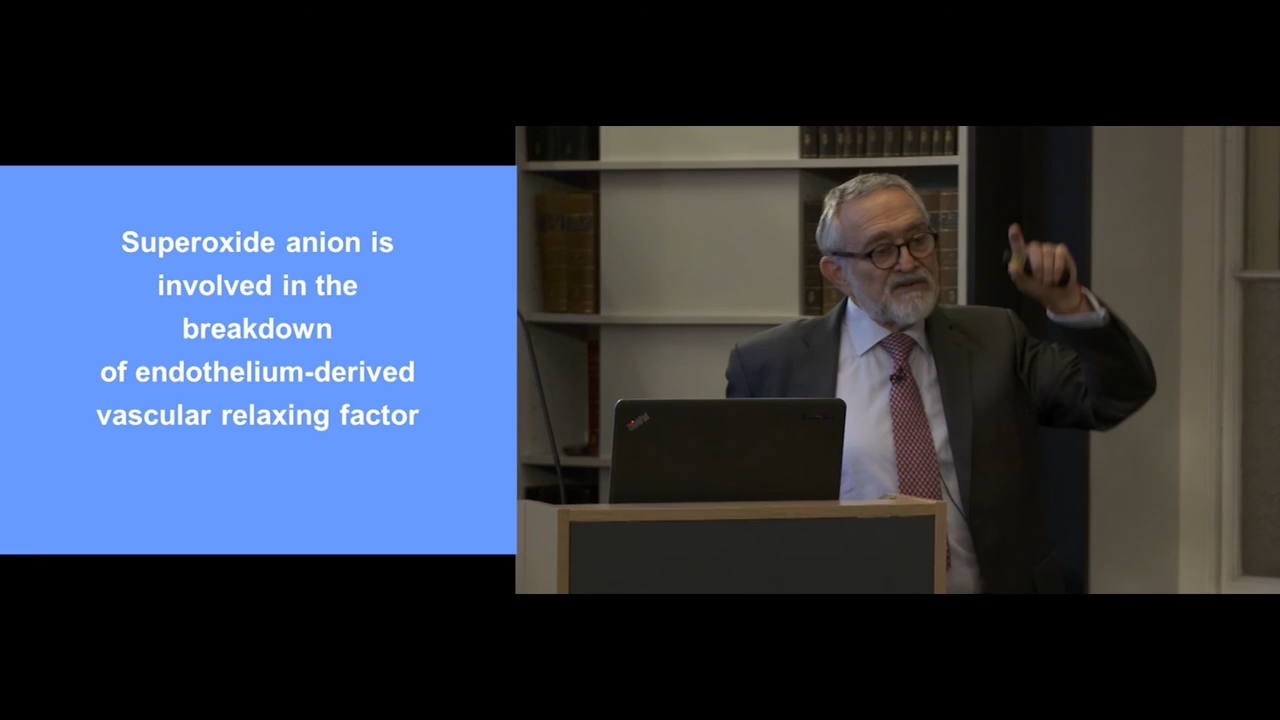 Superoxide anion is
involved in the
breakdown
of endothelium-derived
vascular relaxing factor